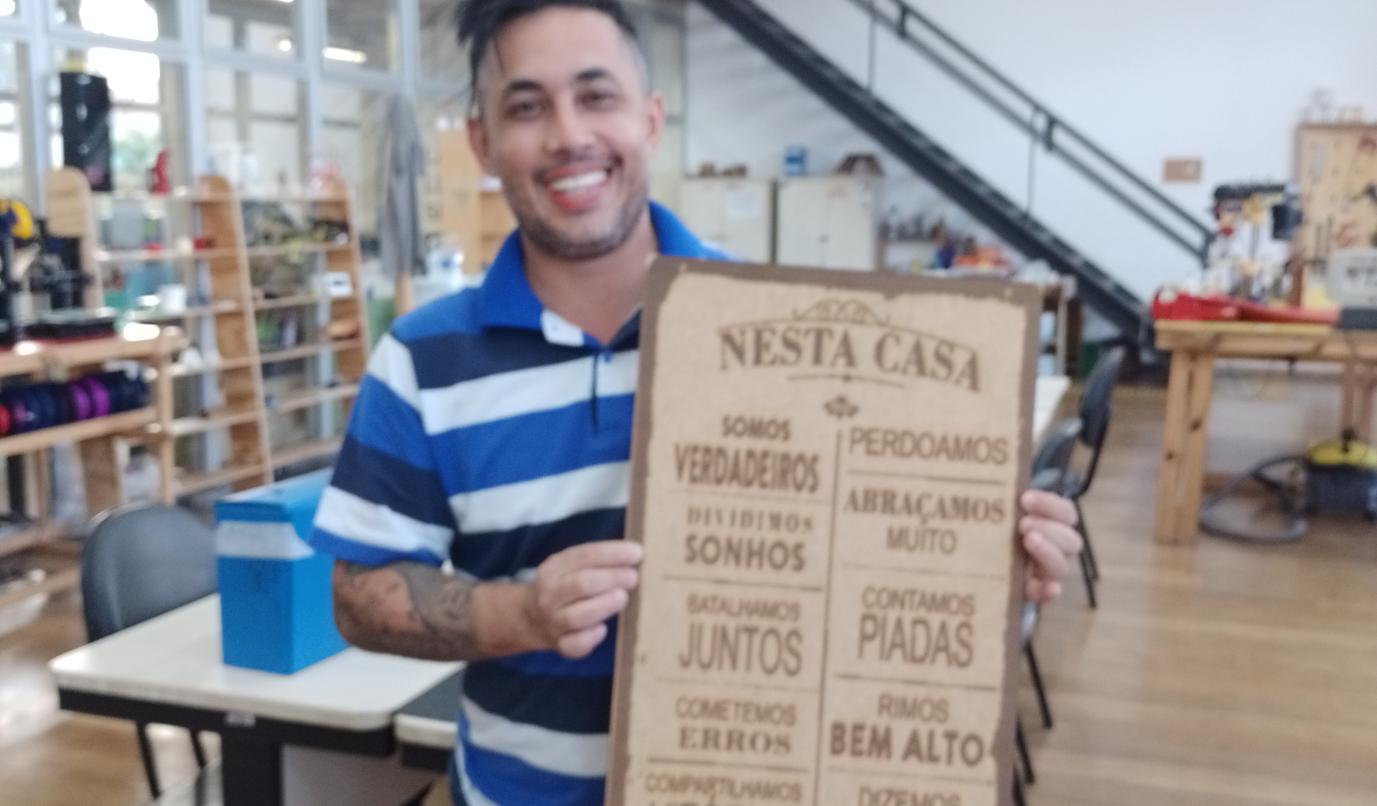 NESTA CASA
SOMOS
VERDADEIROS
DIVIDIMOS
SONHOS
BATALHAMOS
JUNTOS
COMETEMOS
ERROS
COMPARTILHAMOS
PERDOAMOS
ABRAÇAMOS
MUITO
CONTAMOS
PIADAS
RIMOS
BEM ALTO
DIZEMOS